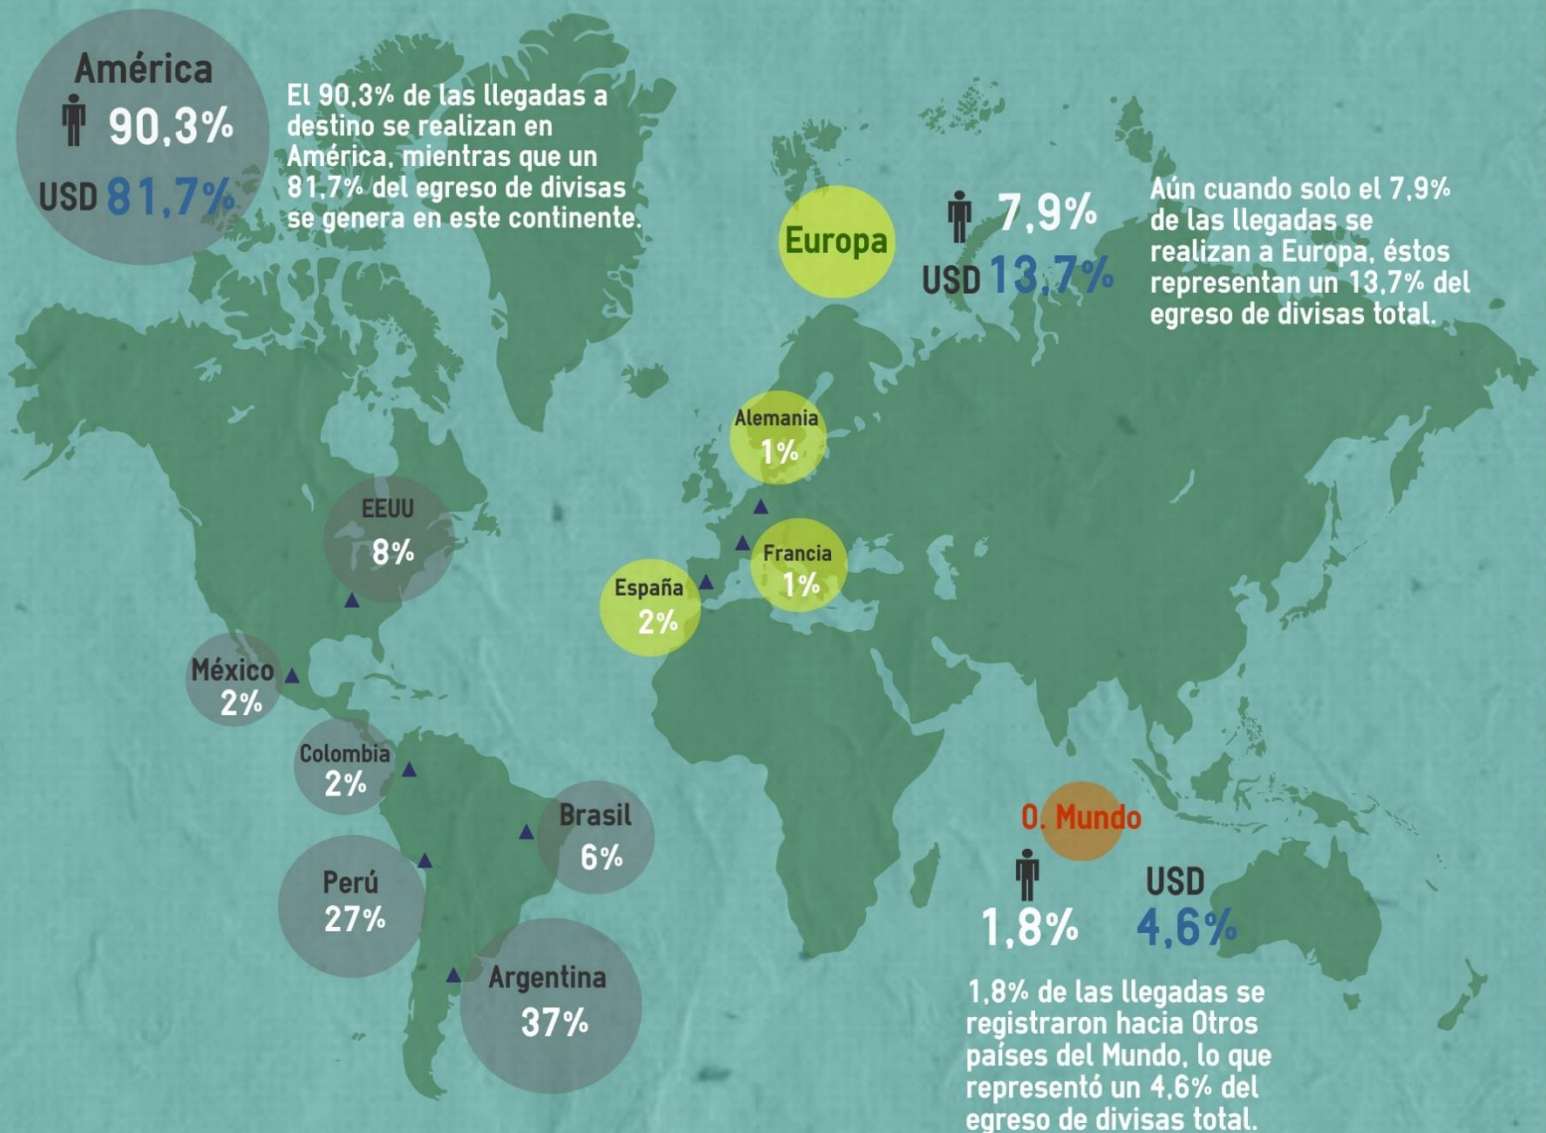 América
90,3%
USD 81,7%
El 90,3% de las llegadas a
destino se realizan en
América, mientras que un
81,7% del egreso de divisas
se genera en este continente.
Europa
7,9%
USD 13,7%
Aún cuando solo el 7,9%
de las llegadas se
realizan a Europa, éstos
representan un 13,7% del
egreso de divisas total.
Alemania
1%
EEUU
8%
Francia
1%
España
2%
México
2%
Colombia
2%
Brasil
6%
Perú
27%
Argentina
37%
O. Mundo
USD
1,8% 4,6%
1,8% de las llegadas se
registraron hacia Otros
países del Mundo, lo que
representó un 4,6% del
egreso de divisas total.